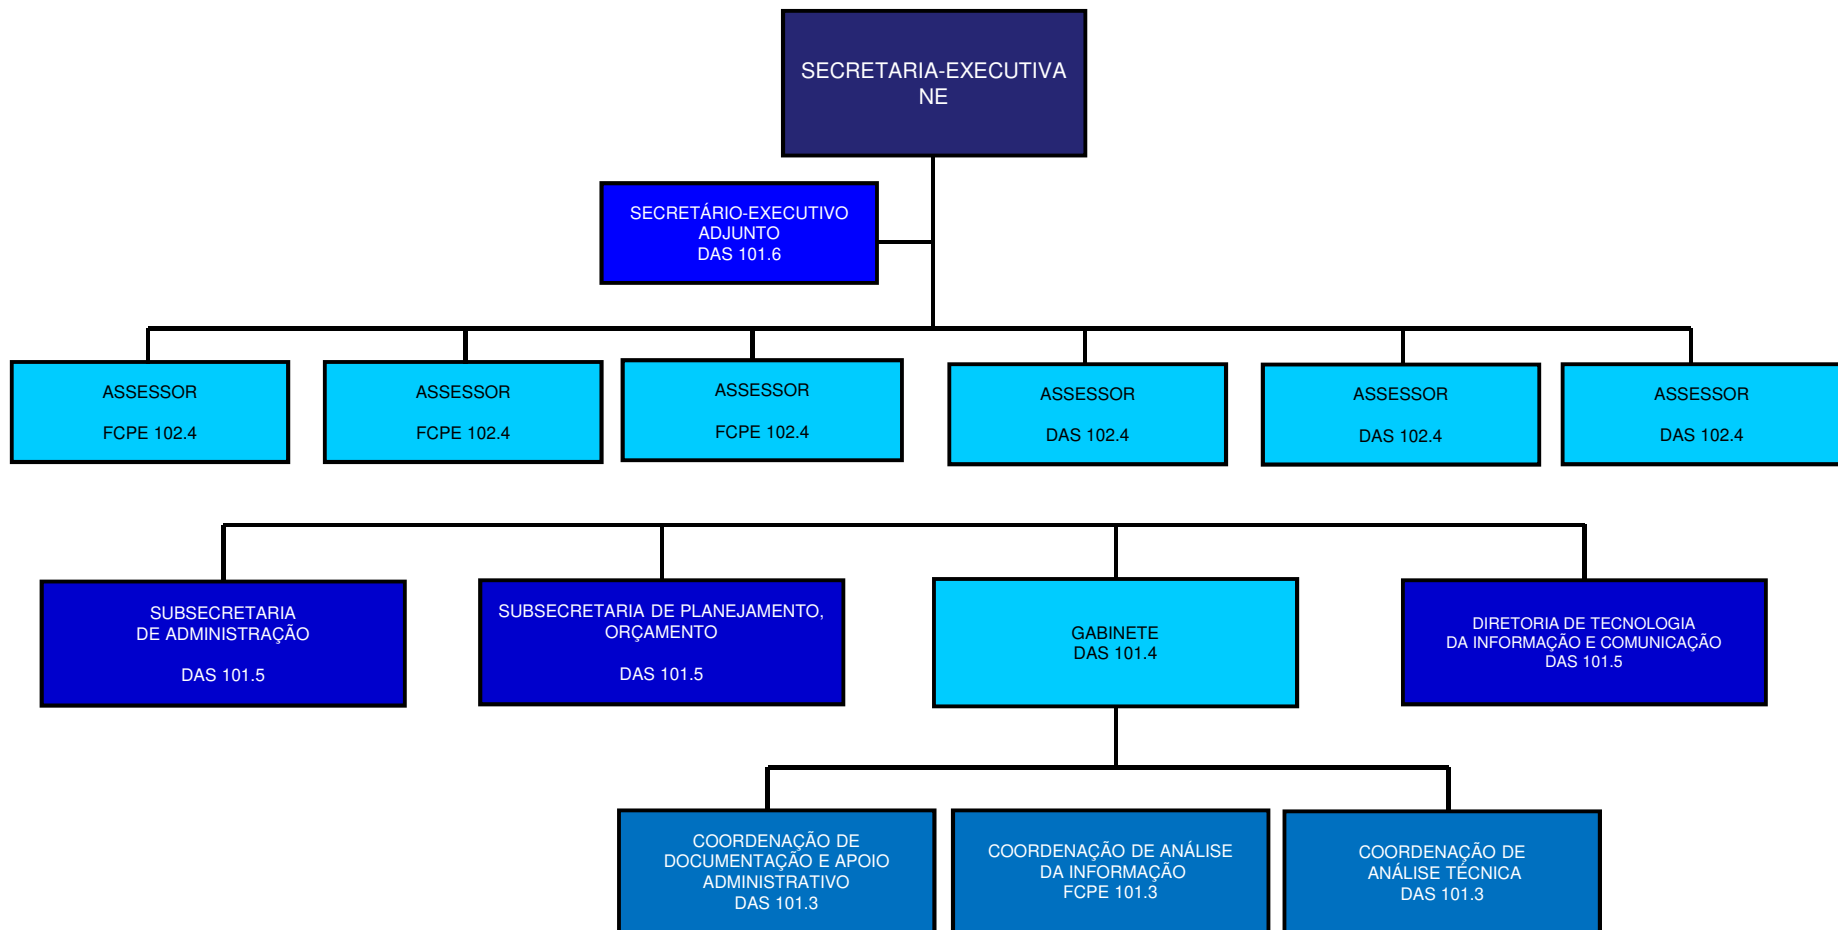 SECRETARIA-EXECUTIVA
NE
SECRETÁRIO-EXECUTIVO
ADJUNTO
DAS 101.6
ASSESSOR
FCPE 102.4
ASSESSOR
FCPE 102.4
ASSESSOR
FCPE 102.4
ASSESSOR
DAS 102.4
ASSESSOR
DAS 102.4
ASSESSOR
DAS 102.4
SUBSECRETARIA
DE ADMINISTRAÇÃO
DAS 101.5
SUBSECRETARIA DE PLANEJAMENTO,
ORÇAMENTO
DAS 101.5
GABINETE
DAS 101.4
DIRETORIA DE TECNOLOGIA
DA INFORMAÇÃO E COMUNICAÇÃO
DAS 101.5
COORDENAÇÃO DE
DOCUMENTAÇÃO E APOIO
ADMINISTRATIVO
DAS 101.3
COORDENAÇÃO DE ANÁLISE
DA INFORMAÇÃO
FCPE 101.3
COORDENAÇÃO DE
ANÁLISE TÉCNICA
DAS 101.3